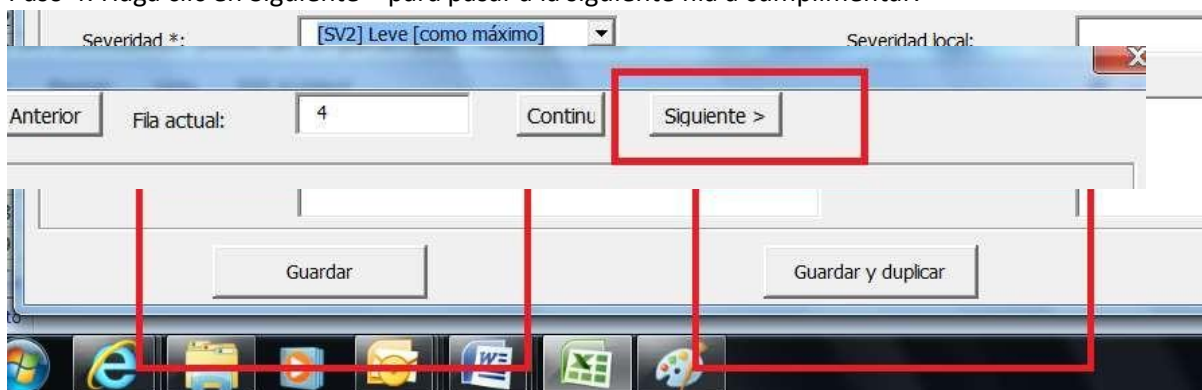 Severidad *:
[SV2] Leve [como máximo]
Severidad local:
X
Anterior
Fila actual:
4
Continu
Siguiente >
Guardar
Guardar y duplicar